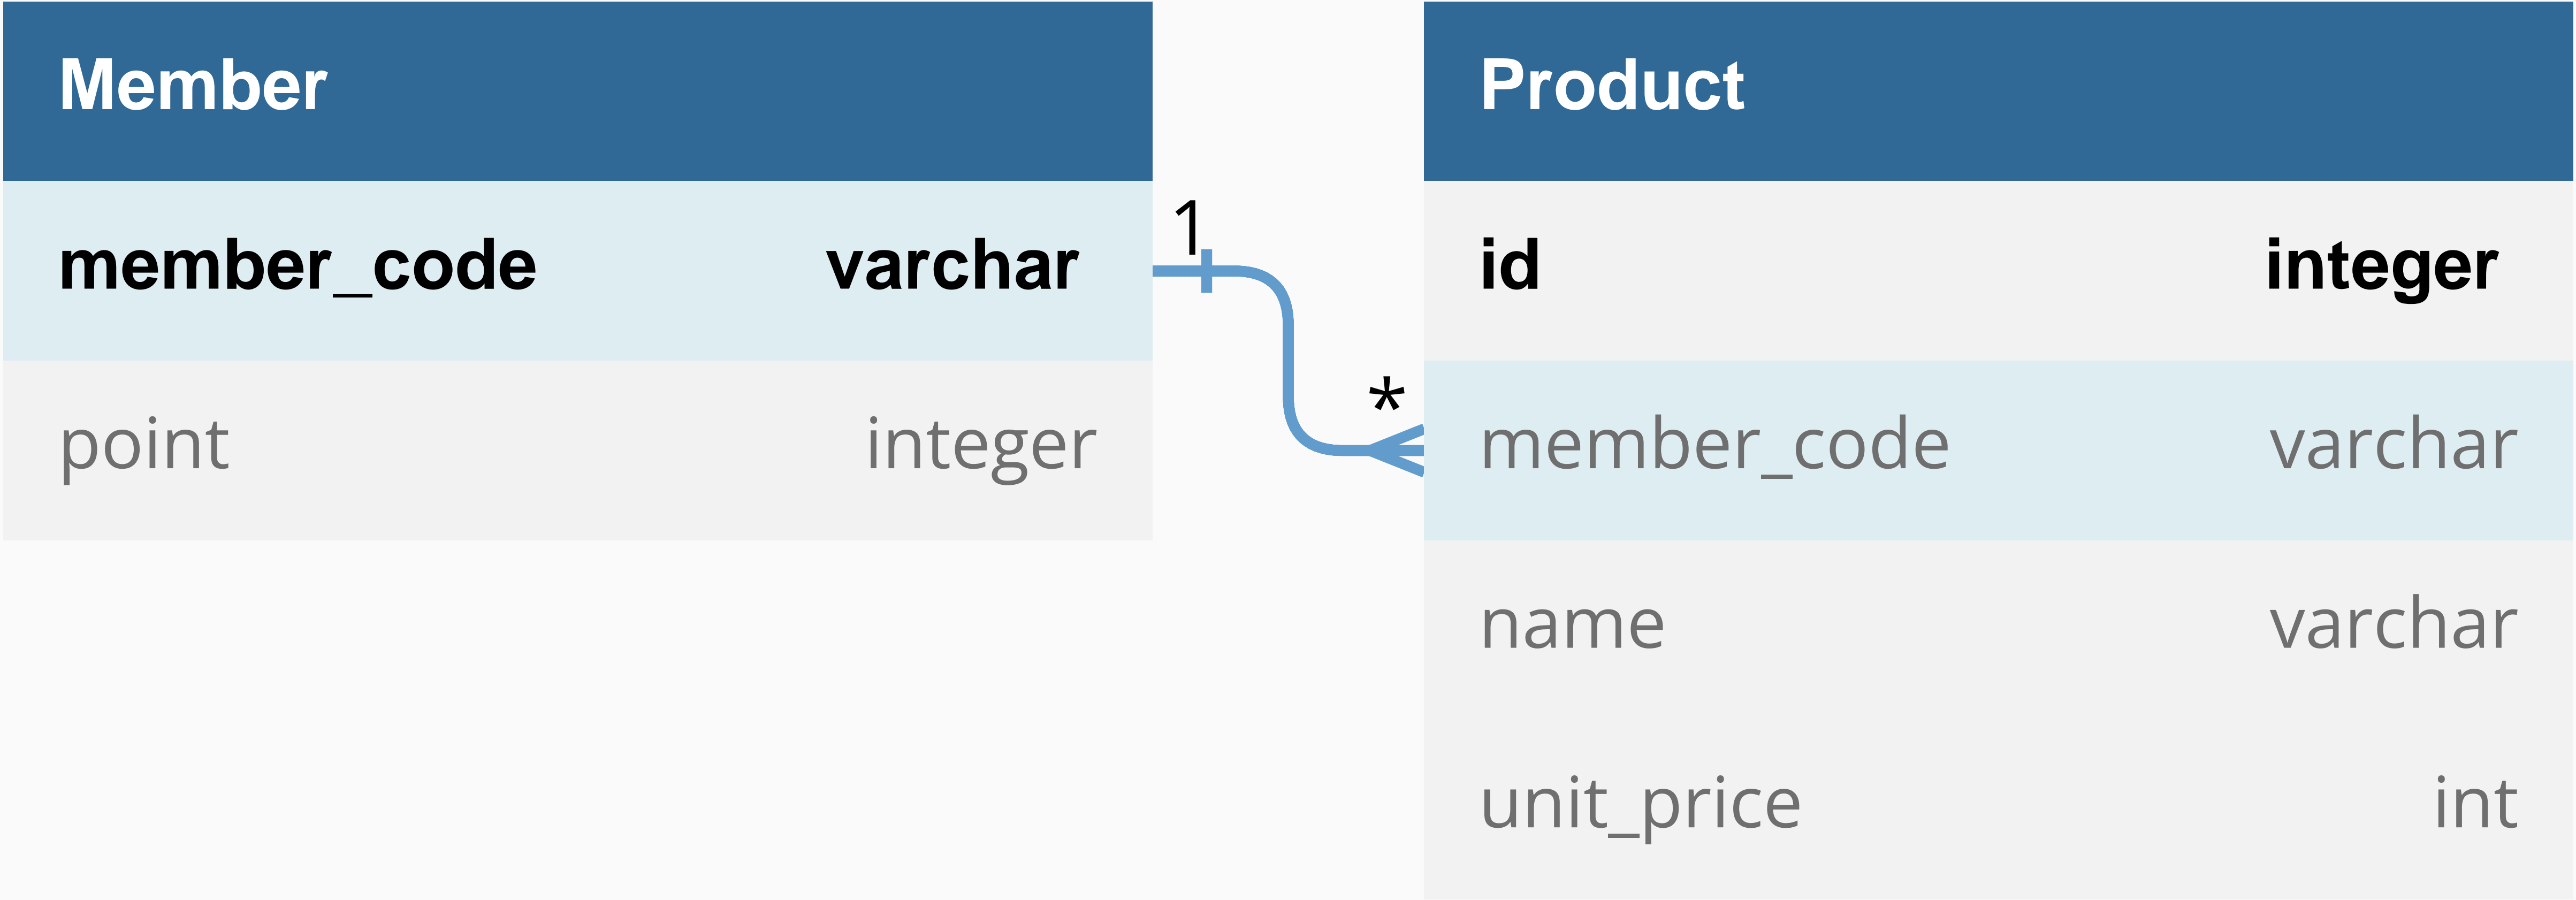 Member
member_code varchar
point integer
1
*
Product
id integer
member_code varchar
name varchar
unit_price int